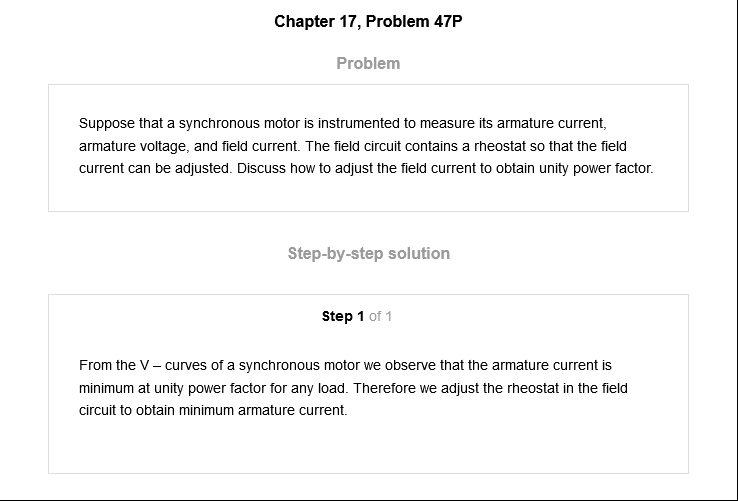 Chapter 17, Problem 47P
Problem
Suppose that a synchronous motor is instrumented to measure its armature current,
armature voltage, and field current. The field circuit contains a rheostat so that the field
current can be adjusted. Discuss how to adjust the field current to obtain unity power factor.
Step-by-step solution
Step 1 of 1
From the V – curves of a synchronous motor we observe that the armature current is
minimum at unity power factor for any load. Therefore we adjust the rheostat in the field
circuit to obtain minimum armature current.